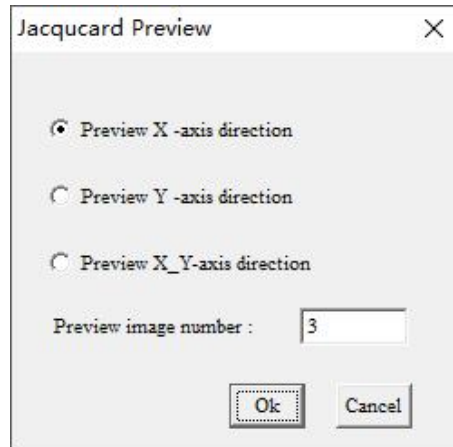 Jacqucard Preview
Preview X -axis direction
Preview Y -axis direction
Preview X_Y-axis direction
Preview image number : 3
Ok Cancel